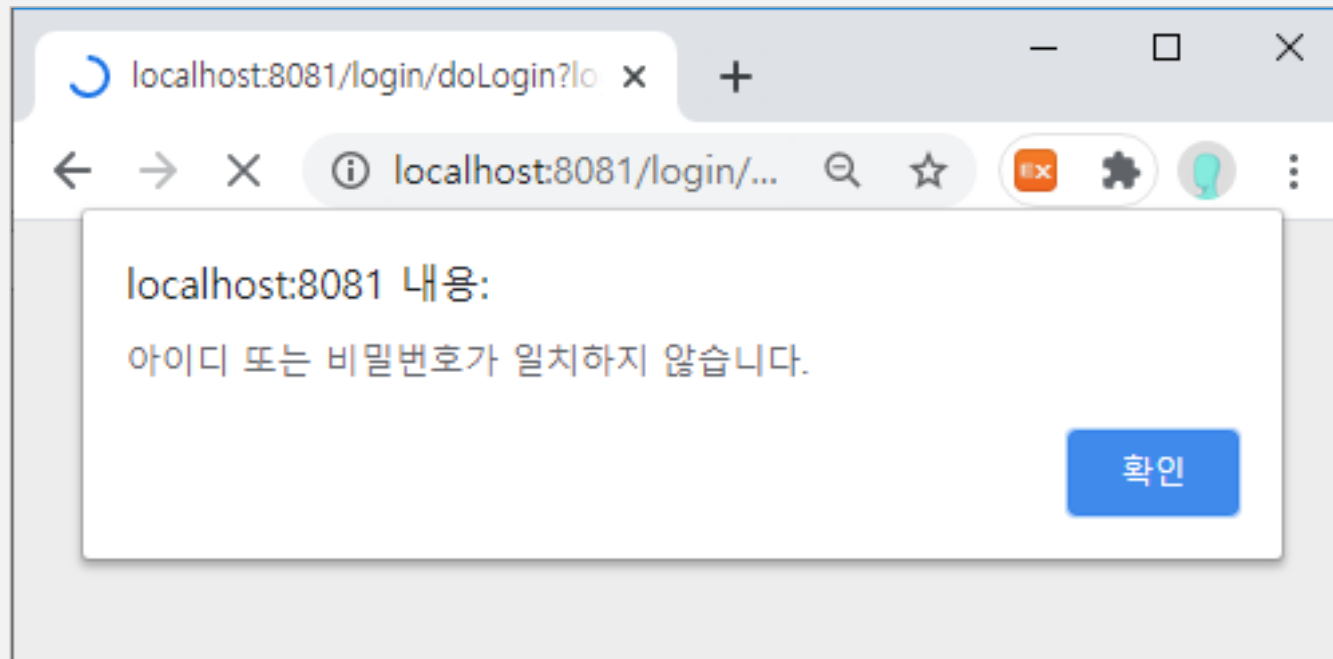 localhost:8081/login/doLogin?lo
localhost:8081/login/...
EX
localhost:8081 내용:
아이디 또는 비밀번호가 일치하지 않습니다.
확인